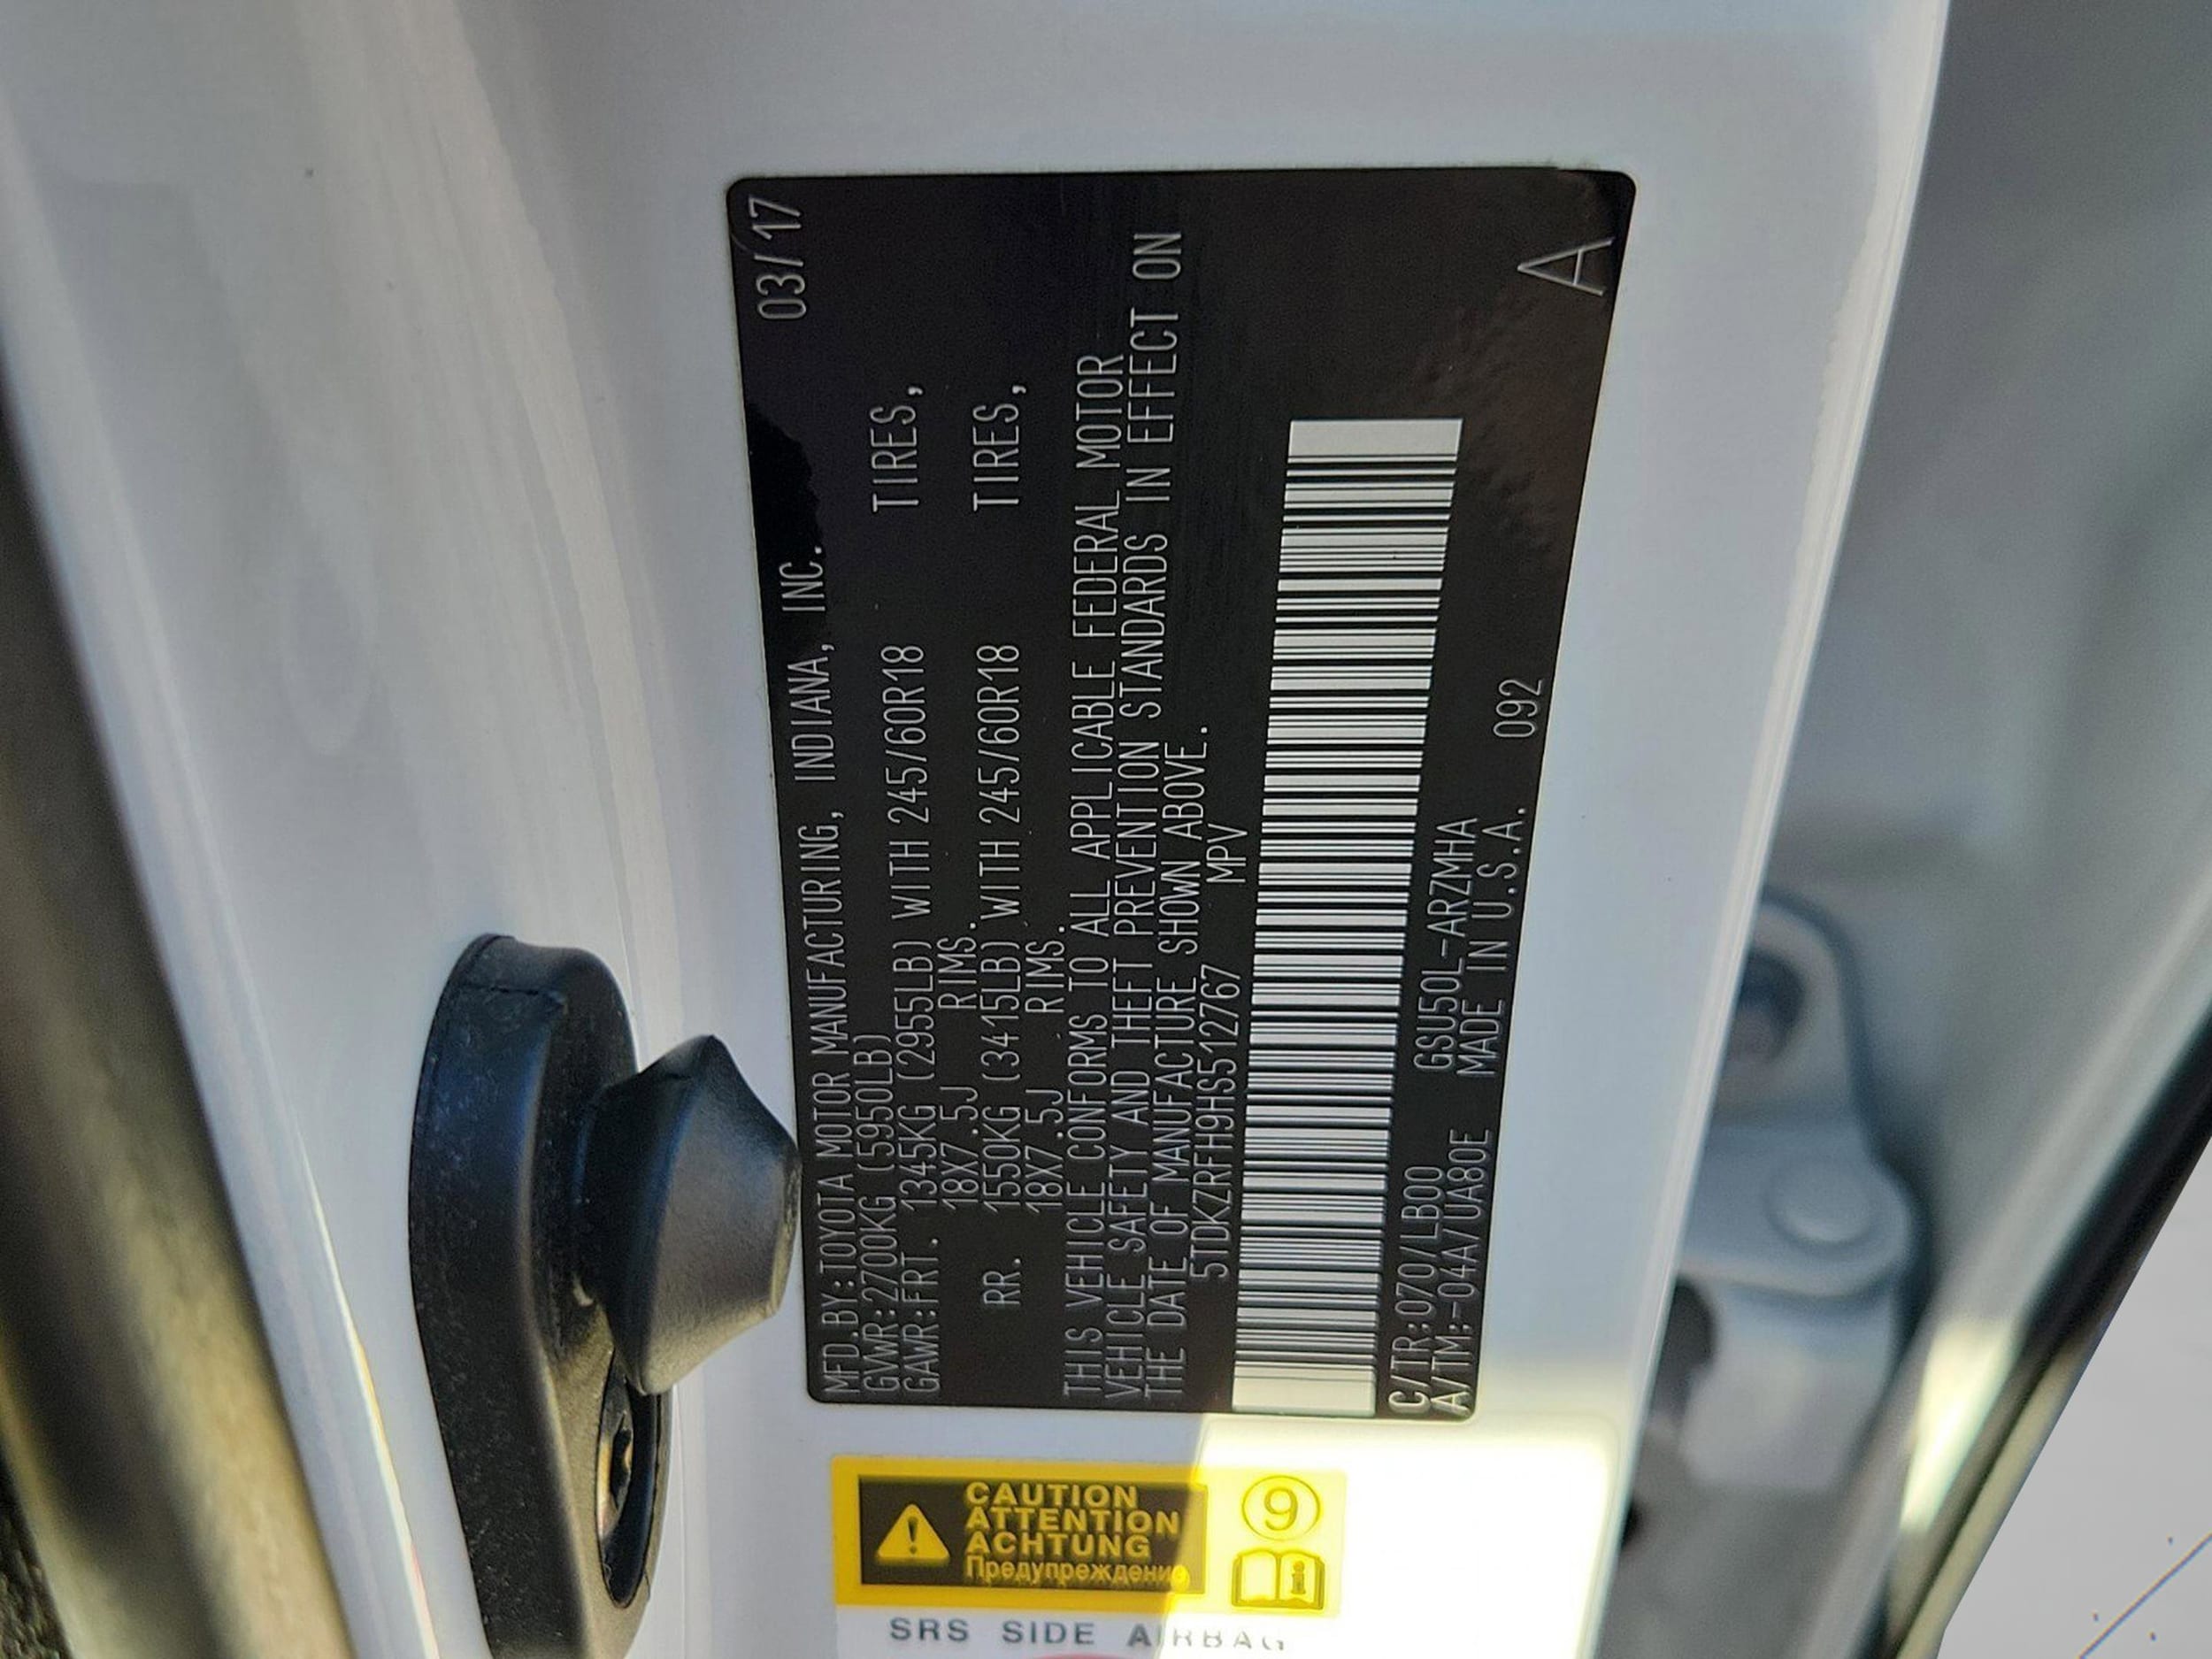 MFD.BY:TOYOTA MOTOR MANUFACTURING, INDIANA, INC. 03/17
GVWR:2700KG (5950LB)
GAWR:FRT. 1345KG (2955LB) WITH 245/60R18 TIRES,
18X7.5J RIMS.
RR. 1550KG (3415LB) WITH 245/60R18 TIRES,
18X7.5J RIMS.
THIS VEHICLE CONFORMS TO ALL APPLICABLE FEDERAL MOTOR
VEHICLE SAFETY AND THEFT PREVENTION STANDARDS IN EFFECT ON
THE DATE OF MANUFACTURE SHOWN ABOVE.
5TDKZRFH9HS512767 MPV
C/TR:070/LB00 GSU50L-ARZMHA
A/TM:-04A/UA80E MADE IN U.S.A. 092 A
CAUTION
ATTENTION
ACHTUNG
Предупреждение
9
i
SRS SIDE AIRBAG